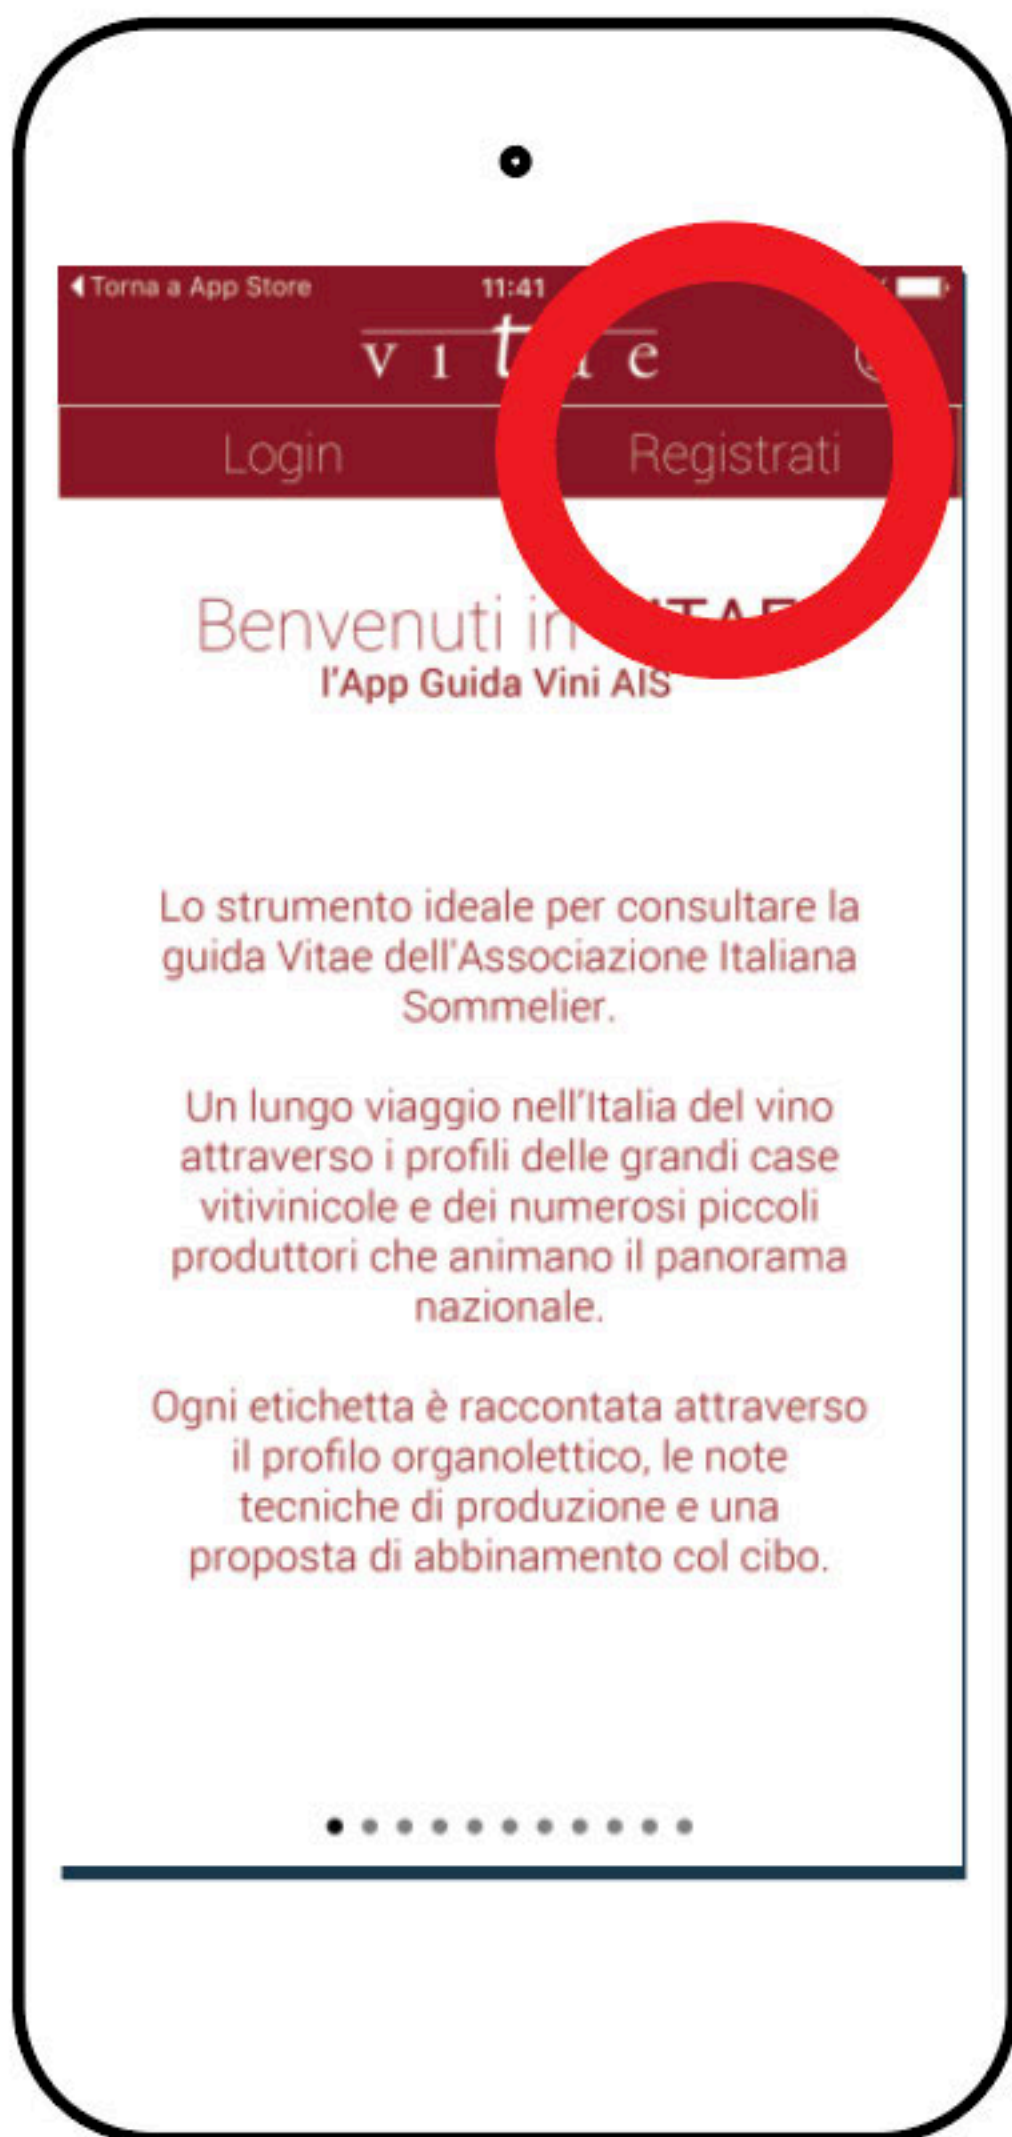 Torna a App Store 11:41
Login Registrati
Benvenuti in
l'App Guida Vini AIS
Lo strumento ideale per consultare la
guida Vitae dell'Associazione Italiana
Sommelier.
Un lungo viaggio nell'Italia del vino
attraverso i profili delle grandi case
vitivinicole e dei numerosi piccoli
produttori che animano il panorama
nazionale.
Ogni etichetta è raccontata attraverso
il profilo organolettico, le note
tecniche di produzione e una
proposta di abbinamento col cibo.